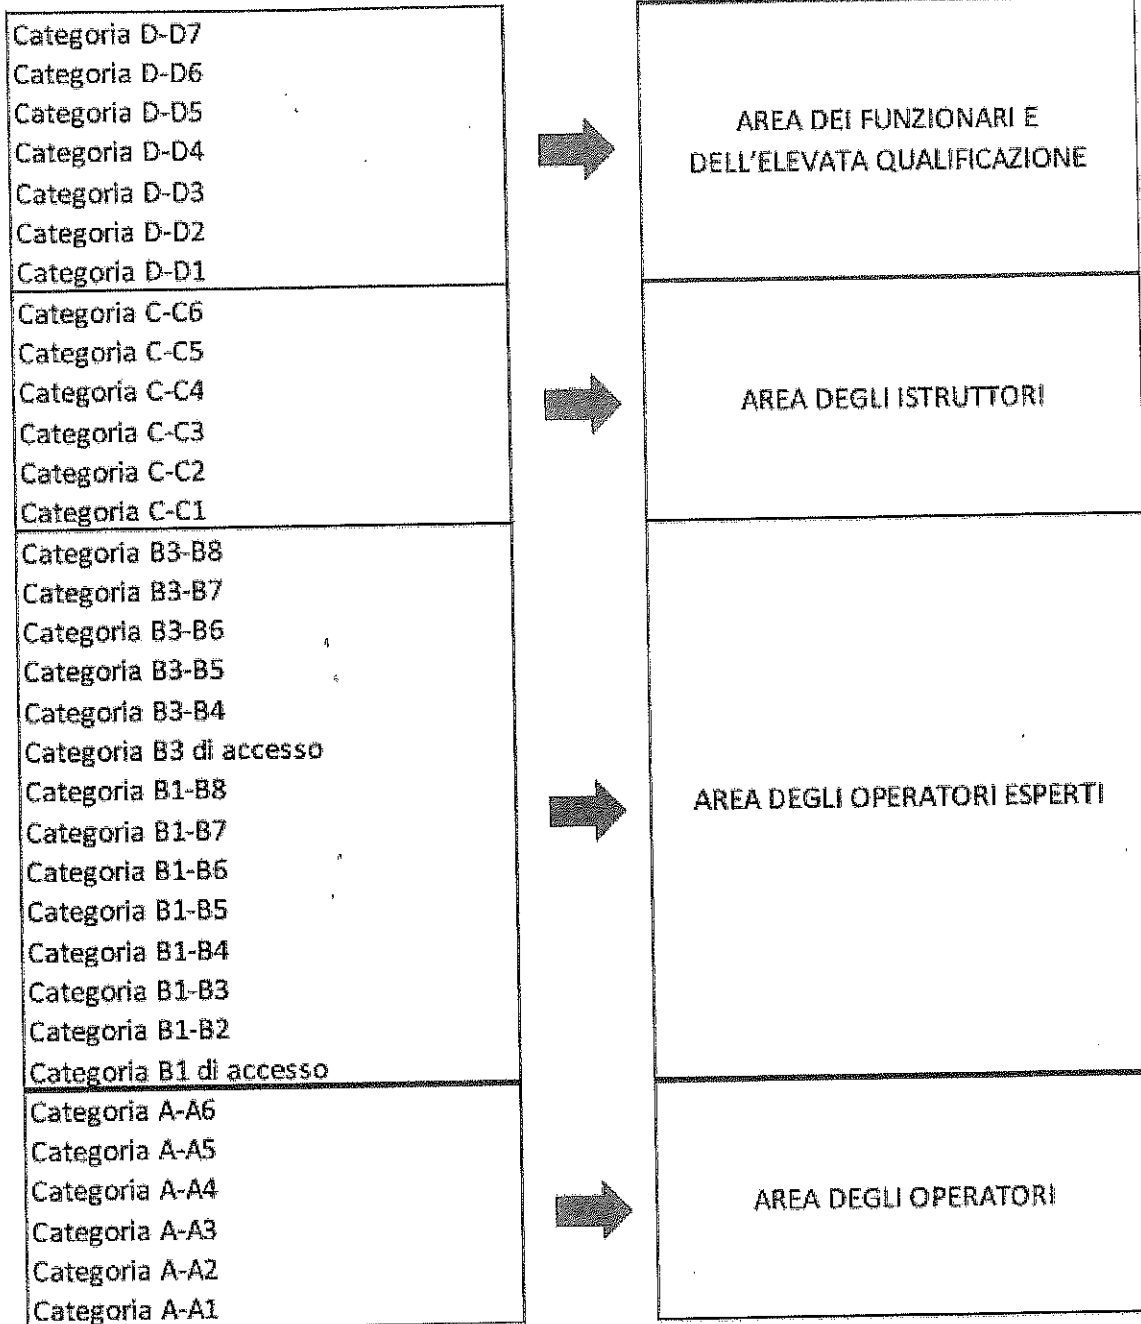 Categoria D-D7
Categoria D-D6
Categoria D-D5
Categoria D-D4
Categoria D-D3
Categoria D-D2
Categoria D-D1
AREA DEI FUNZIONARI E
DELL'ELEVATA QUALIFICAZIONE
Categoria C-C6
Categoria C-C5
Categoria C-C4
Categoria C-C3
Categoria C-C2
Categoria C-C1
AREA DEGLI ISTRUTTORI
Categoria B3-B8
Categoria B3-B7
Categoria B3-B6
Categoria B3-B5
Categoria B3-B4
Categoria B3 di accesso
Categoria B1-B8
Categoria B1-B7
Categoria B1-B6
Categoria B1-B5
Categoria B1-B4
Categoria B1-B3
Categoria B1-B2
Categoria B1 di accesso
AREA DEGLI OPERATORI ESPERTI
Categoria A-A6
Categoria A-A5
Categoria A-A4
Categoria A-A3
Categoria A-A2
Categoria A-A1
AREA DEGLI OPERATORI